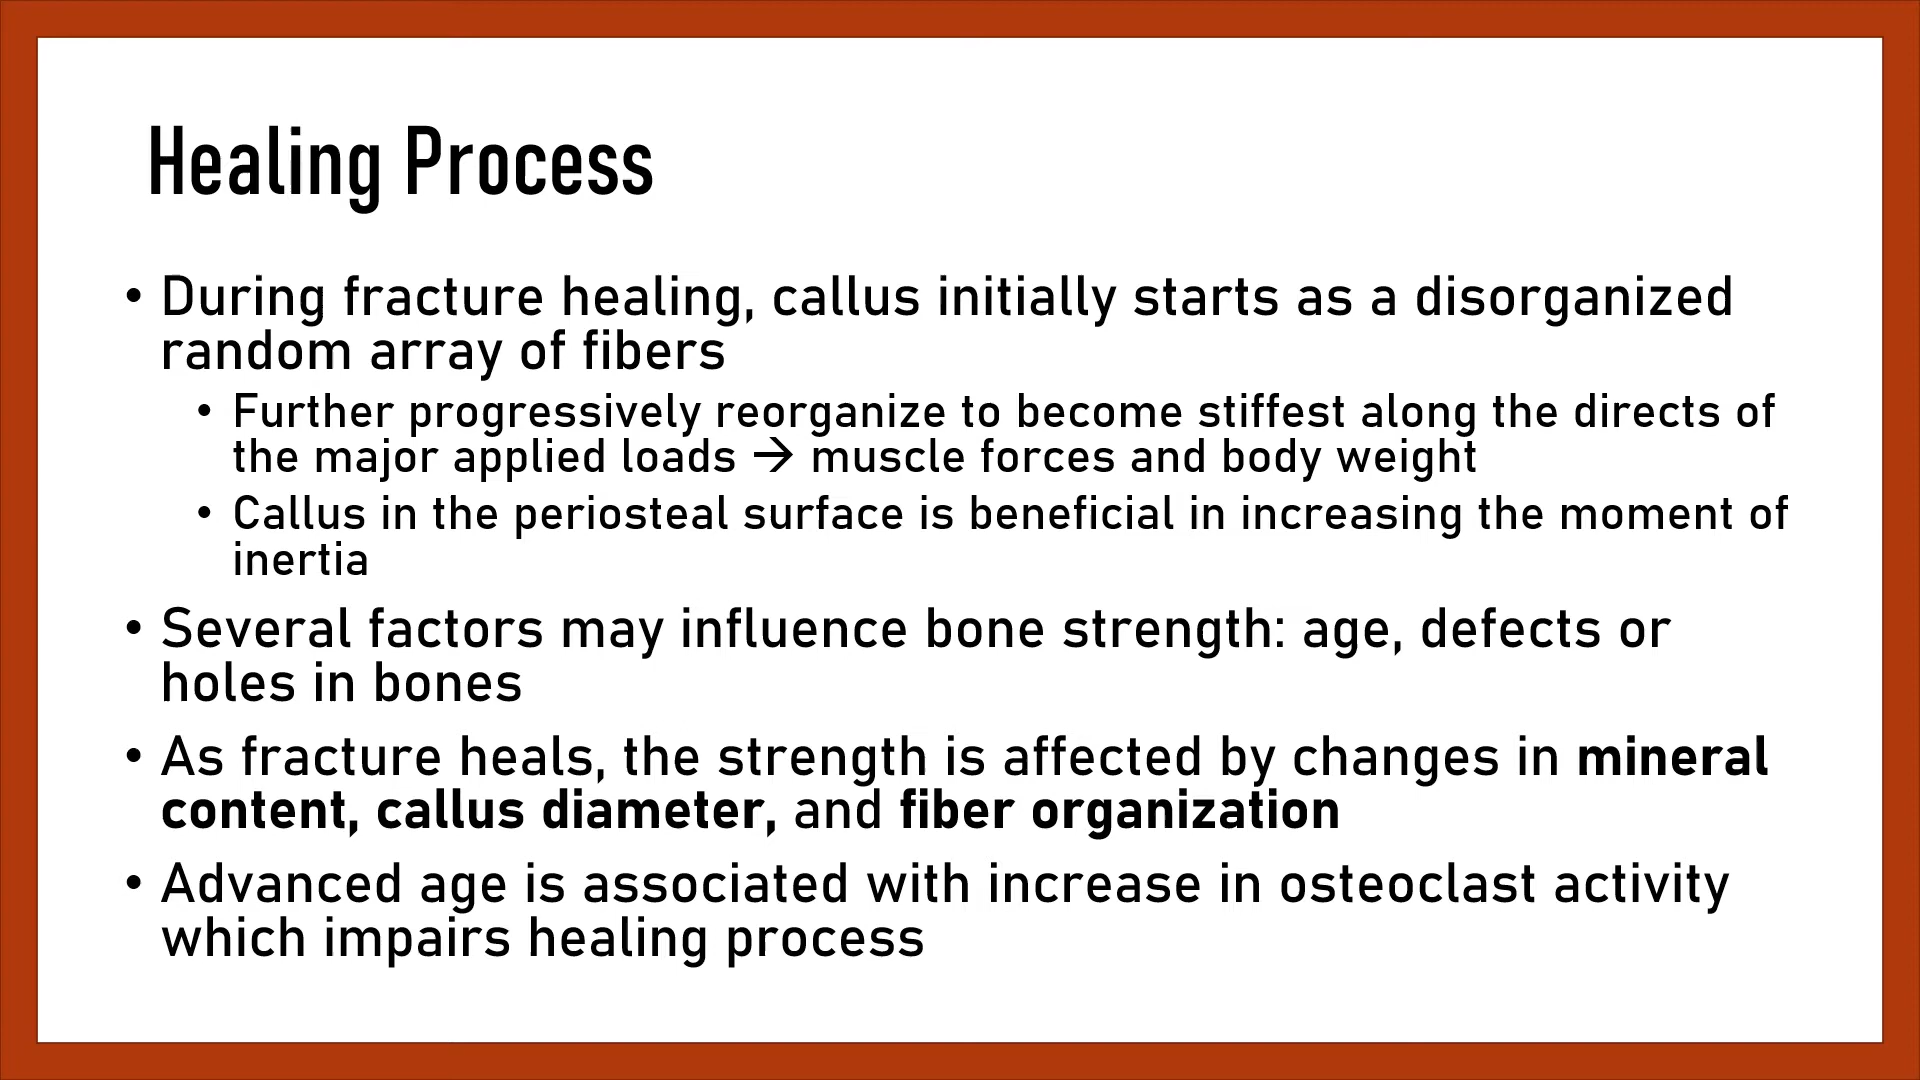 Healing Process
• During fracture healing, callus initially starts as a disorganized
random array of fibers
• Further progressively reorganize to become stiffest along the directs of
the major applied loads → muscle forces and body weight
• Callus in the periosteal surface is beneficial in increasing the moment of
inertia
• Several factors may influence bone strength: age, defects or
holes in bones
• As fracture heals, the strength is affected by changes in mineral
content, callus diameter, and fiber organization
• Advanced age is associated with increase in osteoclast activity
which impairs healing process